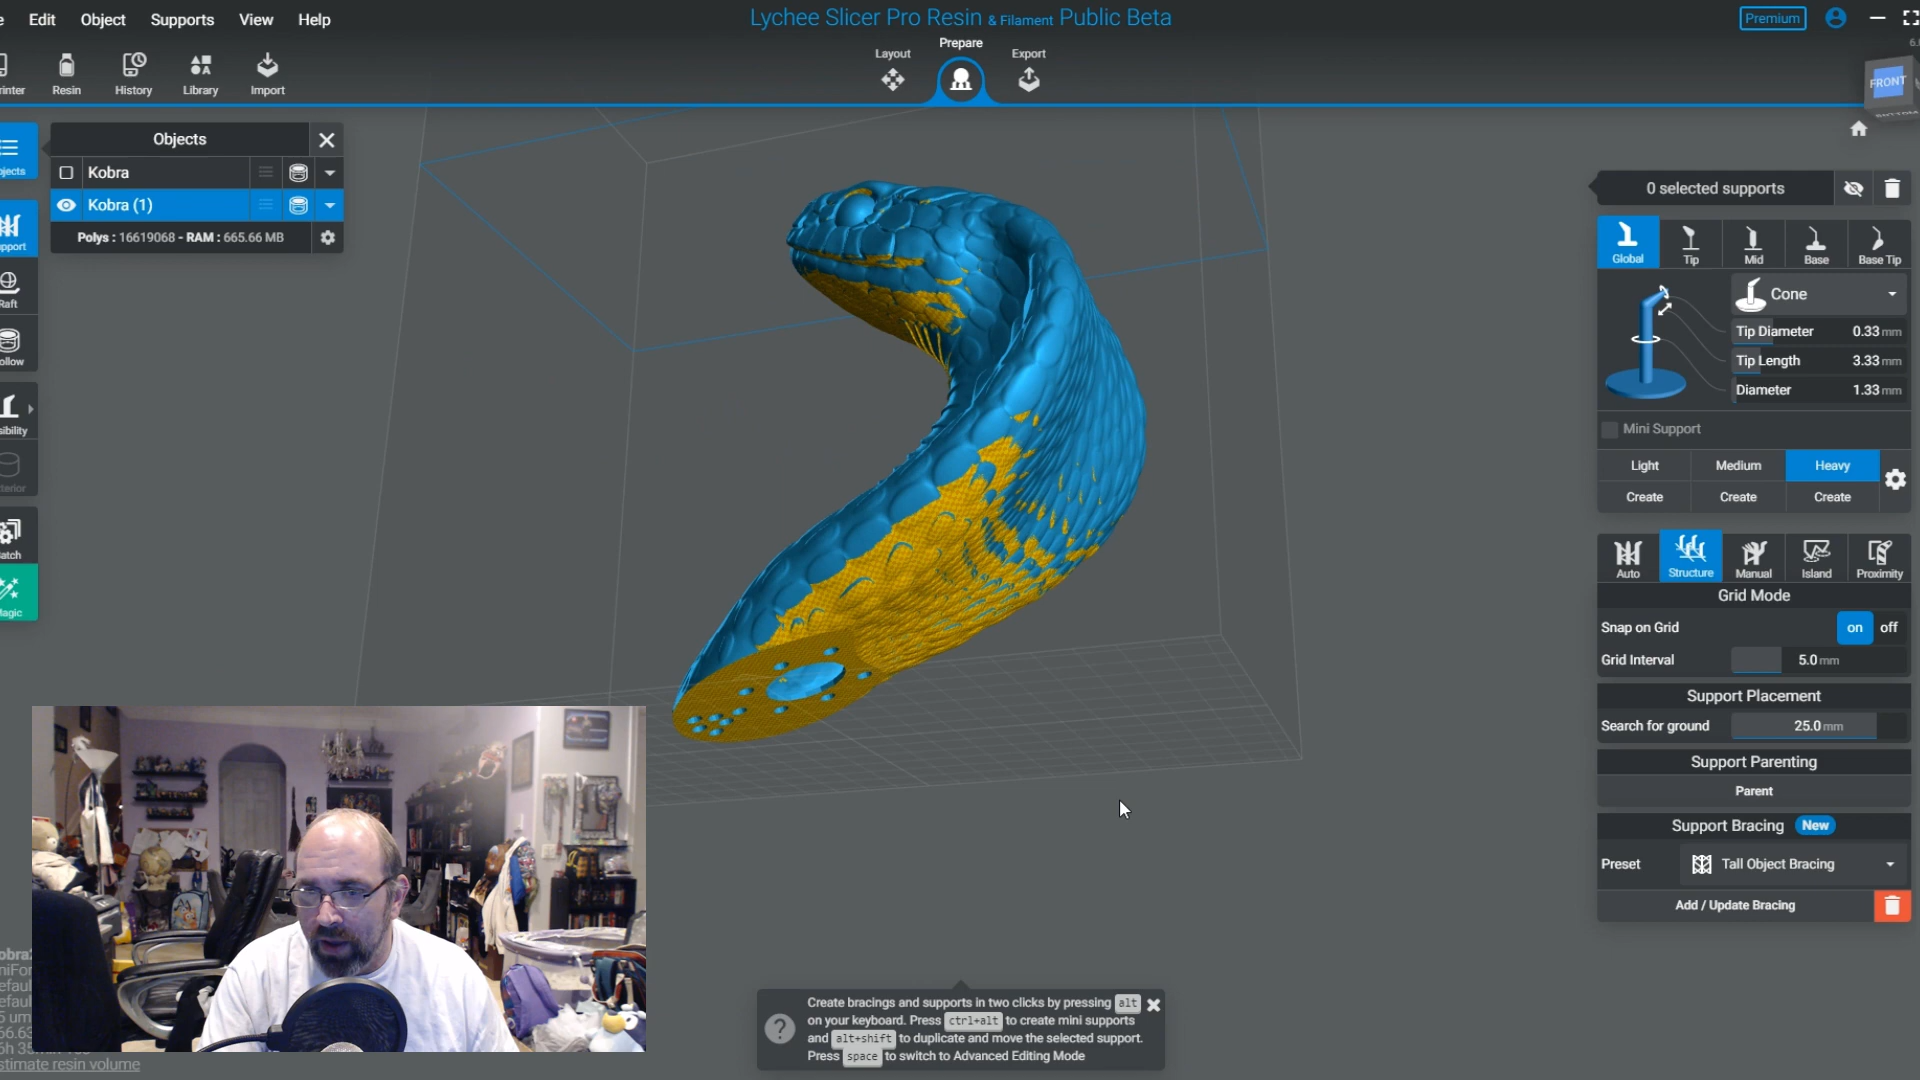 Edit Object Supports View Help
Lychee Slicer Pro Resin & Filament Public Beta
Premium
Layout Prepare Export
Resin History Library Import
FRONT
Objects
Kobra
Kobra (1)
Polys : 16619068 - RAM : 665.66 MB
0 selected supports
Global Tip Mid Base Base Tip
Cone
Tip Diameter 0.33 mm
Tip Length 3.33 mm
Diameter 1.33 mm
Mini Support
Light Medium Heavy
Create Create Create
Auto Structure Manual Island Proximity
Grid Mode
Snap on Grid on off
Grid Interval 5.0 mm
Support Placement
Search for ground 25.0 mm
Support Parenting
Parent
Support Bracing New
Preset Tall Object Bracing
Add / Update Bracing
Create bracings and supports in two clicks by pressing alt
on your keyboard. Press ctrl+alt to create mini supports
and alt+shift to duplicate and move the selected support.
Press space to switch to Advanced Editing Mode
stimate resin volume